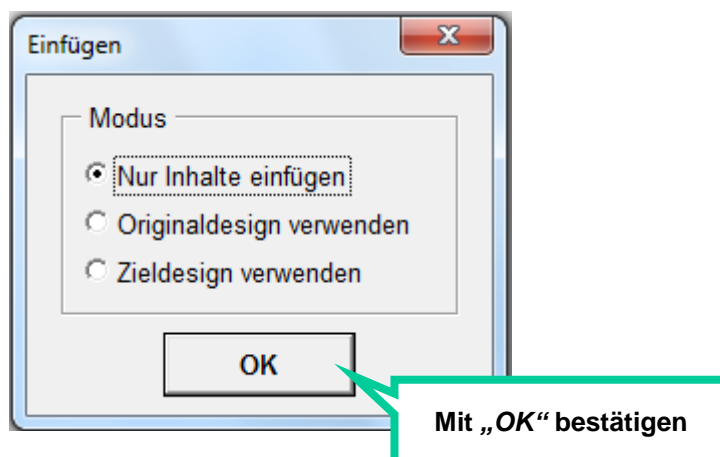 Einfügen
Modus
Nur Inhalte einfügen
Originaldesign verwenden
Zieldesign verwenden
OK
Mit „OK“ bestätigen